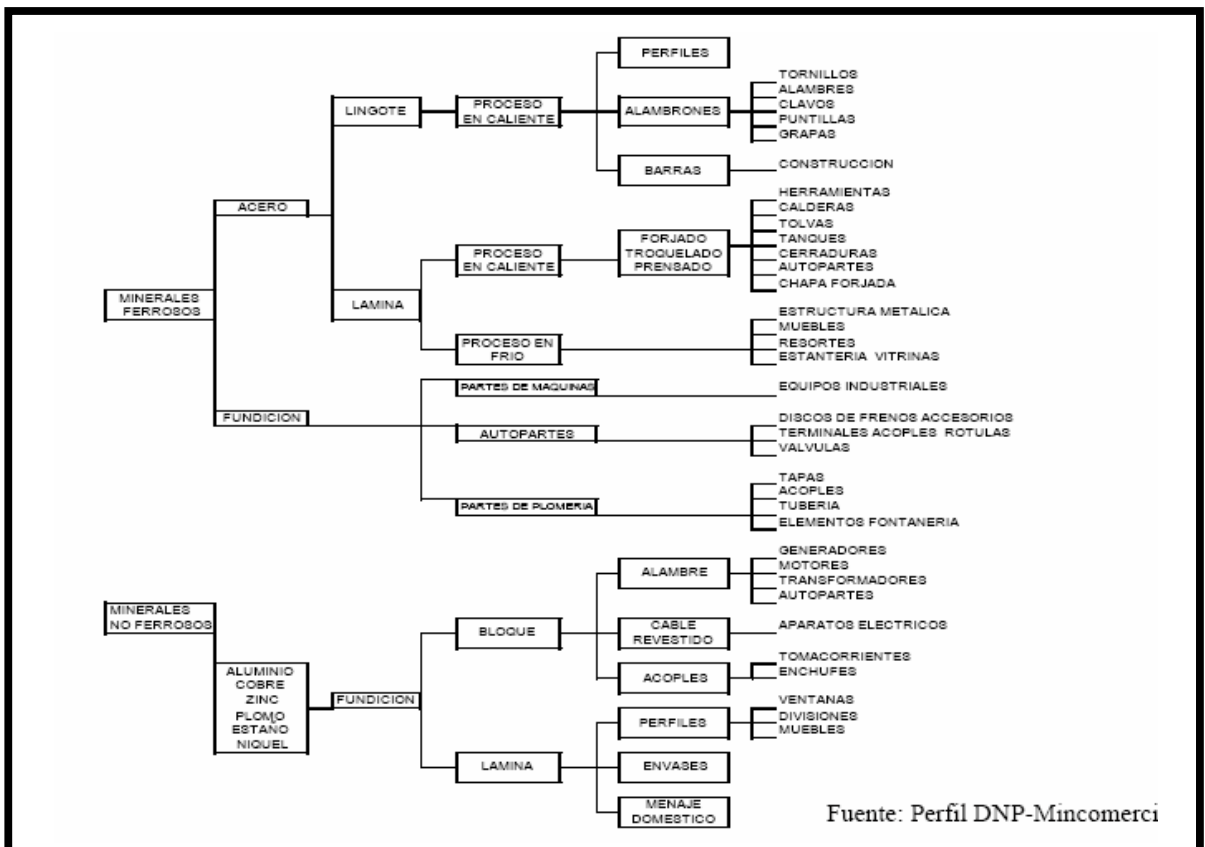 PERFILES
TORNILLOS
ALAMBRES
LINGOTE
PROCESO
EN CALIENTE
ALAMBRONES
CLAVOS
PUNTILLAS
GRAPAS
BARRAS
CONSTRUCCION
ACERO
HERRAMIENTAS
CALDERAS
TOLVAS
PROCESO
EN CALIENTE
FORJADO
TROQUELADO
PRENSADO
TANQUES
CERRADURAS
AUTOPARTES
CHAPA FORJADA
MINERALES
FERROSOS
LAMINA
ESTRUCTURA METALICA
MUEBLES
PROCESO EN
FRIO
RESORTES
ESTANTERIA VITRINAS
PARTES DE MAQUINAS
EQUIPOS INDUSTRIALES
FUNDICION
AUTOPARTES
DISCOS DE FRENOS ACCESORIOS
TERMINALES ACOPLES ROTULAS
VALVULAS
PARTES DE PLOMERIA
TAPAS
ACOPLES
TUBERIA
ELEMENTOS FONTANERIA
GENERADORES
ALAMBRE
MOTORES
TRANSFORMADORES
AUTOPARTES
MINERALES
NO FERROSOS
BLOQUE
CABLE
REVESTIDO
APARATOS ELECTRICOS
ACOPLES
TOMACORRIENTES
ENCHUFES
ALUMINIO
COBRE
ZINC
PLOMO
ESTAÑO
NIQUEL
FUNDICION
PERFILES
VENTANAS
DIVISIONES
MUEBLES
LAMINA
ENVASES
MENAJE
DOMESTICO
Fuente: Perfil DNP-Mincomerci